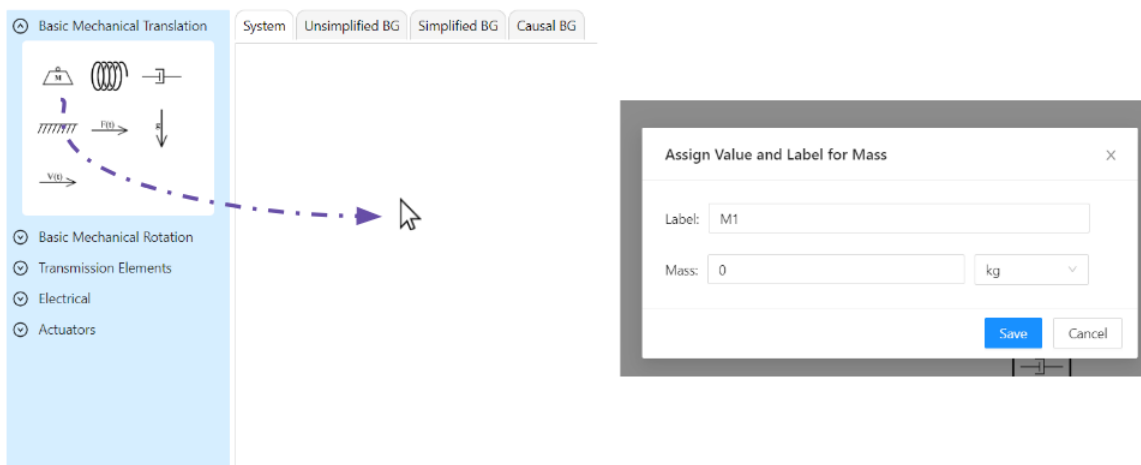 Basic Mechanical Translation
M
F(t)
g
V(t)
Basic Mechanical Rotation
Transmission Elements
Electrical
Actuators
System Unsimplified BG Simplified BG Causal BG
Assign Value and Label for Mass
Label: M1
Mass: 0 kg
Save Cancel